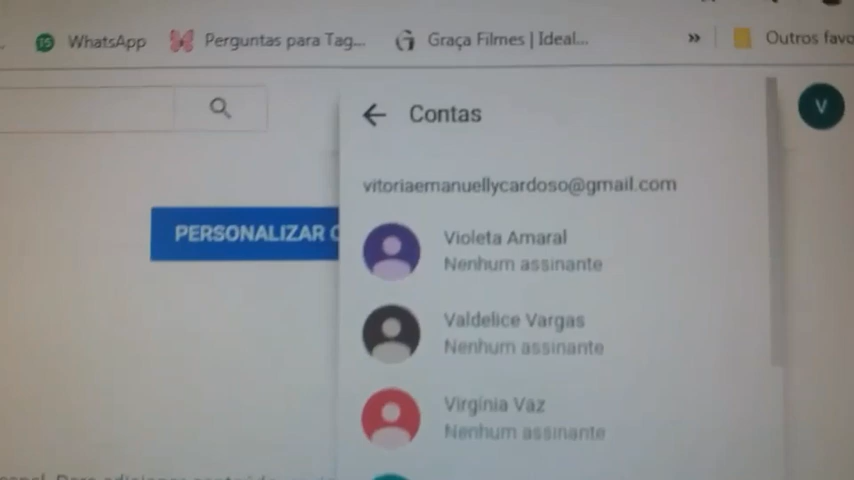 WhatsApp Perguntas para Tag... Graça Filmes | Ideal... » Outros favo
Contas
V
vitoriaemanuellycardoso@gmail.com
PERSONALIZAR C
Violeta Amaral
Nenhum assinante
Valdelice Vargas
Nenhum assinante
Virgínia Vaz
Nenhum assinante